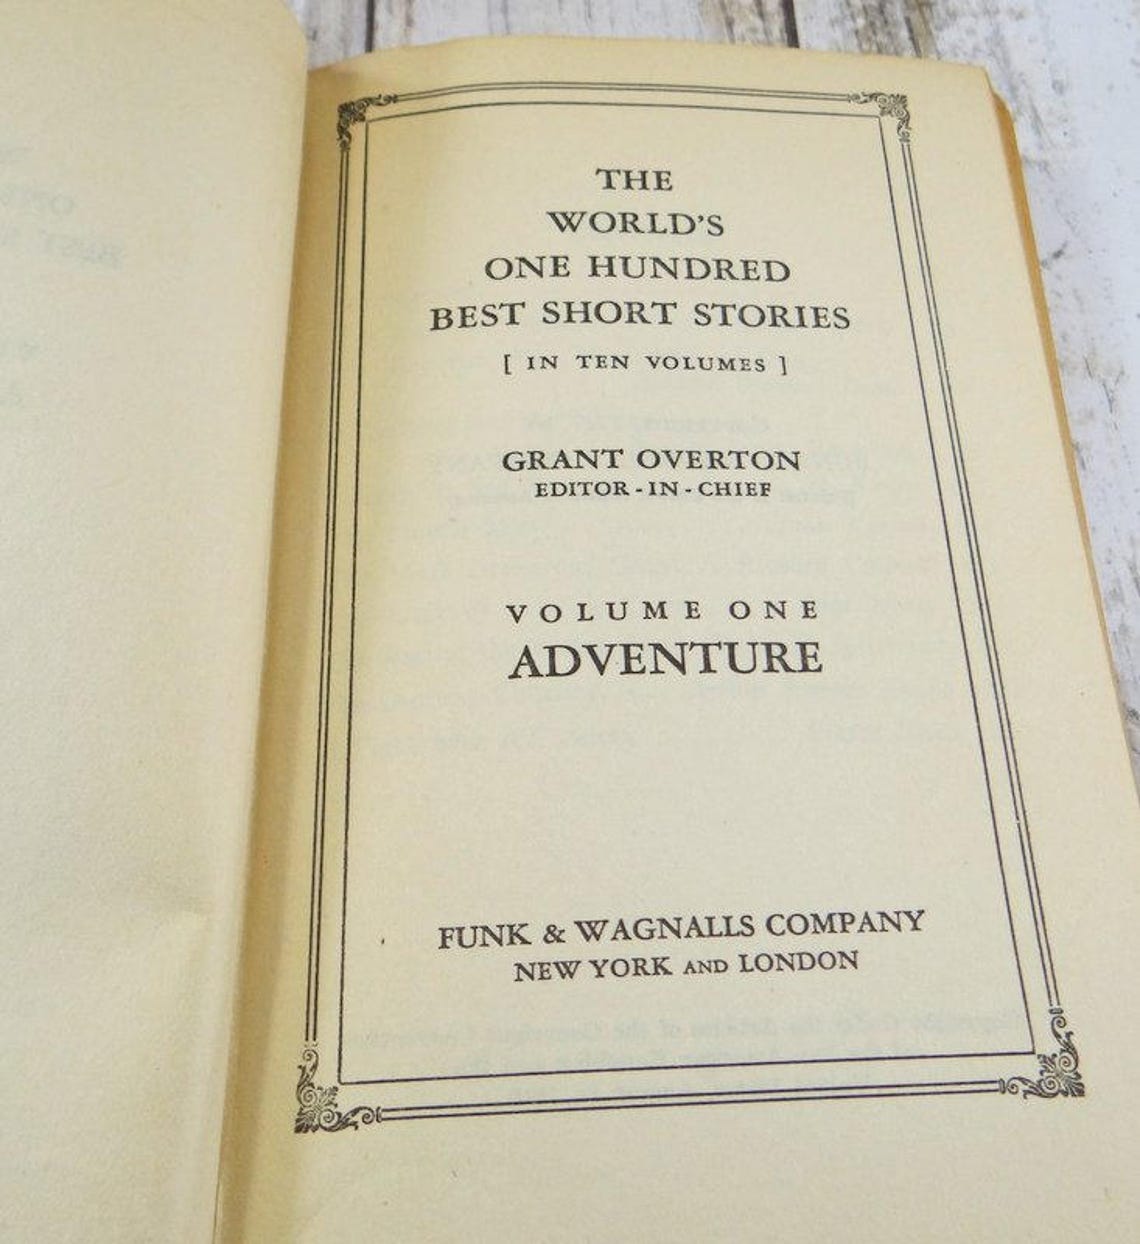 THE
WORLD'S
ONE HUNDRED
BEST SHORT STORIES
[ IN TEN VOLUMES ]
GRANT OVERTON
EDITOR-IN-CHIEF
VOLUME ONE
ADVENTURE
FUNK & WAGNALLS COMPANY
NEW YORK AND LONDON